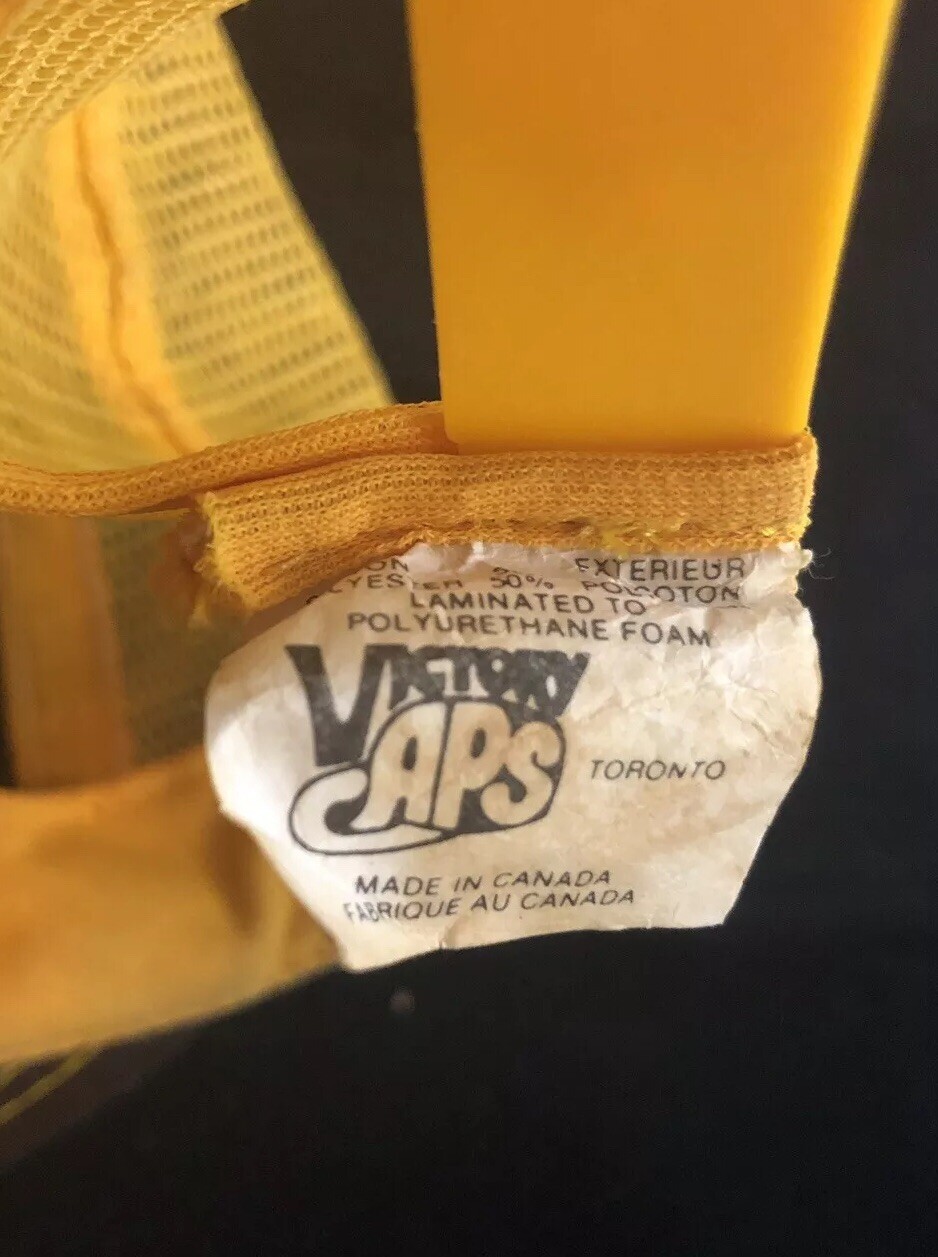 EXTERIEUR
50%
LAMINATED TO
POLYURETHANE FOAM
VICTORY
CAPS
TORONTO
MADE IN CANADA
FABRIQUE AU CANADA